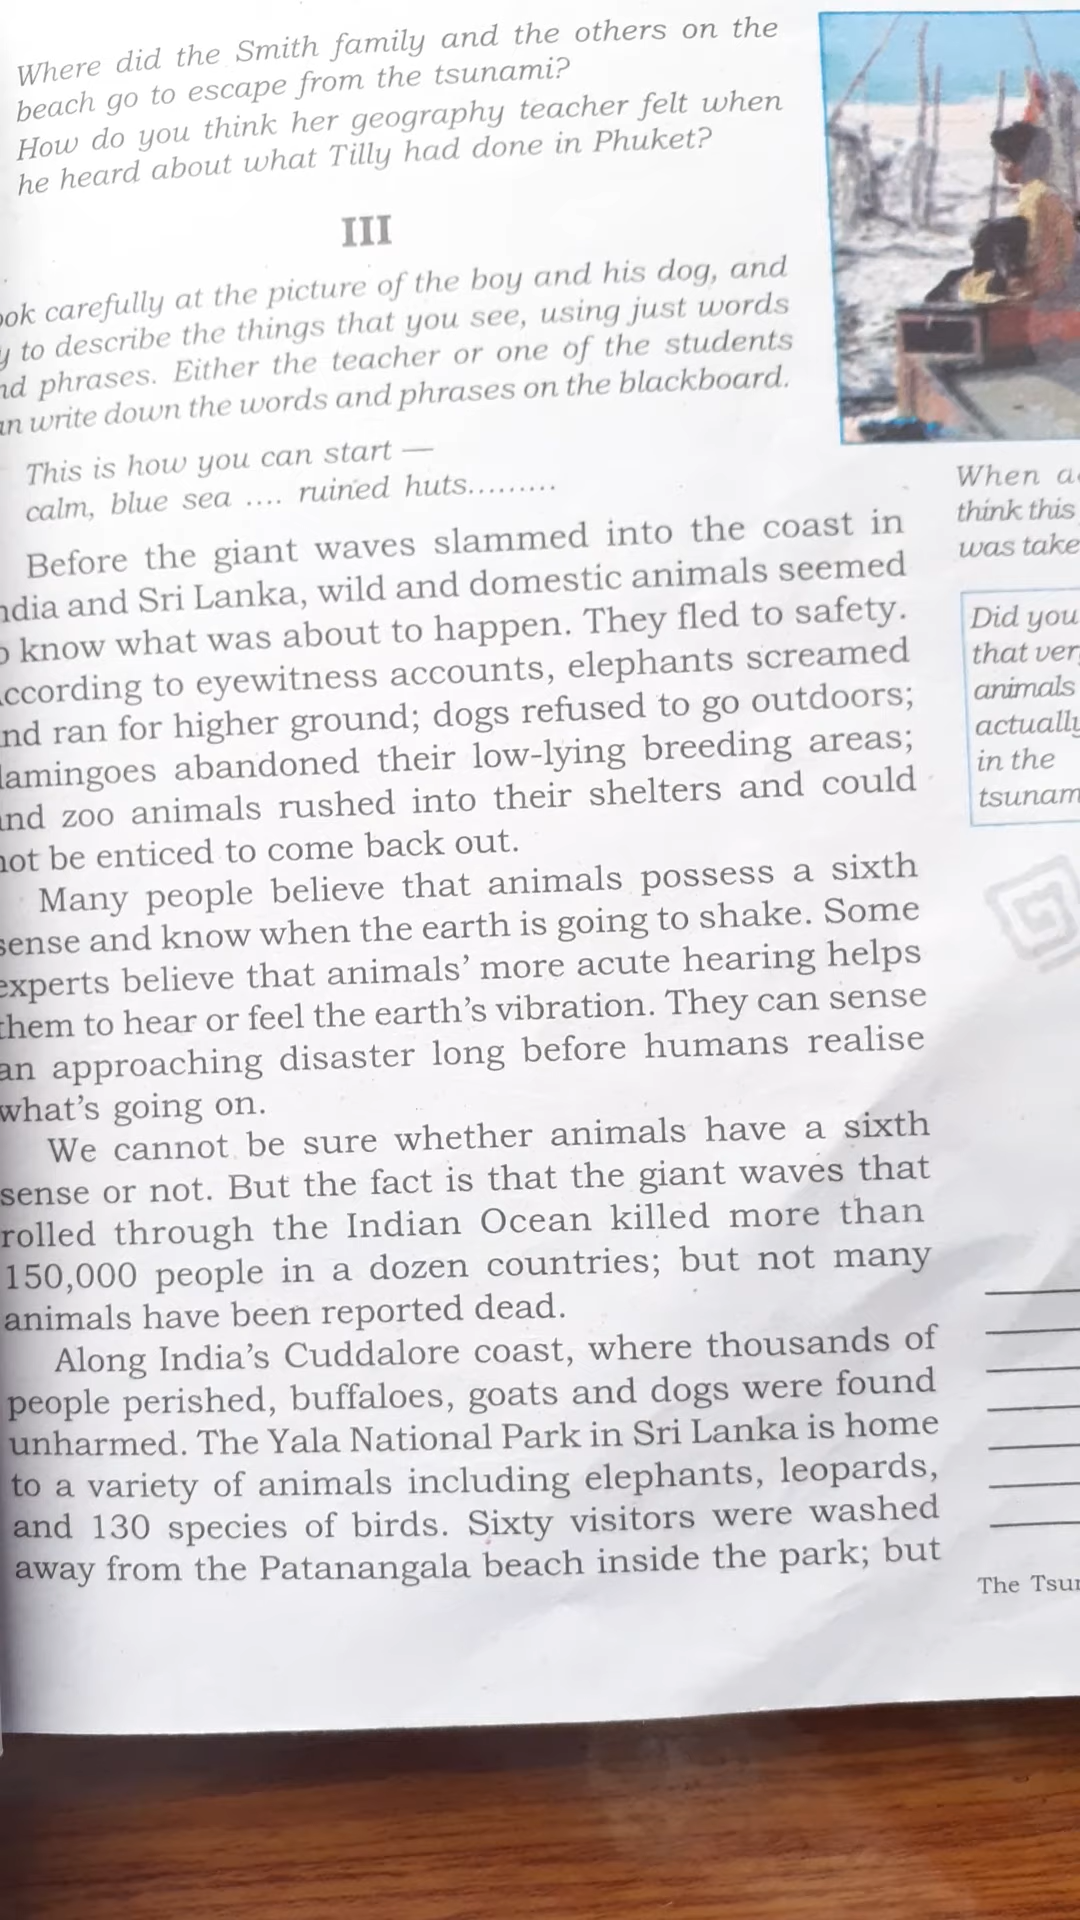 Where did the Smith family and the others on the
beach go to escape from the tsunami?
How do you think her geography teacher felt when
he heard about what Tilly had done in Phuket?
III
ok carefully at the picture of the boy and his dog, and
y to describe the things that you see, using just words
nd phrases. Either the teacher or one of the students
an write down the words and phrases on the blackboard.
This is how you can start —
calm, blue sea .... ruined huts.........
Before the giant waves slammed into the coast in
ndia and Sri Lanka, wild and domestic animals seemed
o know what was about to happen. They fled to safety.
ccording to eyewitness accounts, elephants screamed
nd ran for higher ground; dogs refused to go outdoors;
lamingoes abandoned their low-lying breeding areas;
and zoo animals rushed into their shelters and could
not be enticed to come back out.
Many people believe that animals possess a sixth
sense and know when the earth is going to shake. Some
experts believe that animals' more acute hearing helps
them to hear or feel the earth's vibration. They can sense
an approaching disaster long before humans realise
what's going on.
We cannot be sure whether animals have a sixth
sense or not. But the fact is that the giant waves that
rolled through the Indian Ocean killed more than
150,000 people in a dozen countries; but not many
animals have been reported dead.
Along India's Cuddalore coast, where thousands of
people perished, buffaloes, goats and dogs were found
unharmed. The Yala National Park in Sri Lanka is home
to a variety of animals including elephants, leopards,
and 130 species of birds. Sixty visitors were washed
away from the Patanangala beach inside the park; but
When a
think this
was take
Did you
that ver
animals
actually
in the
tsunam
The Tsu